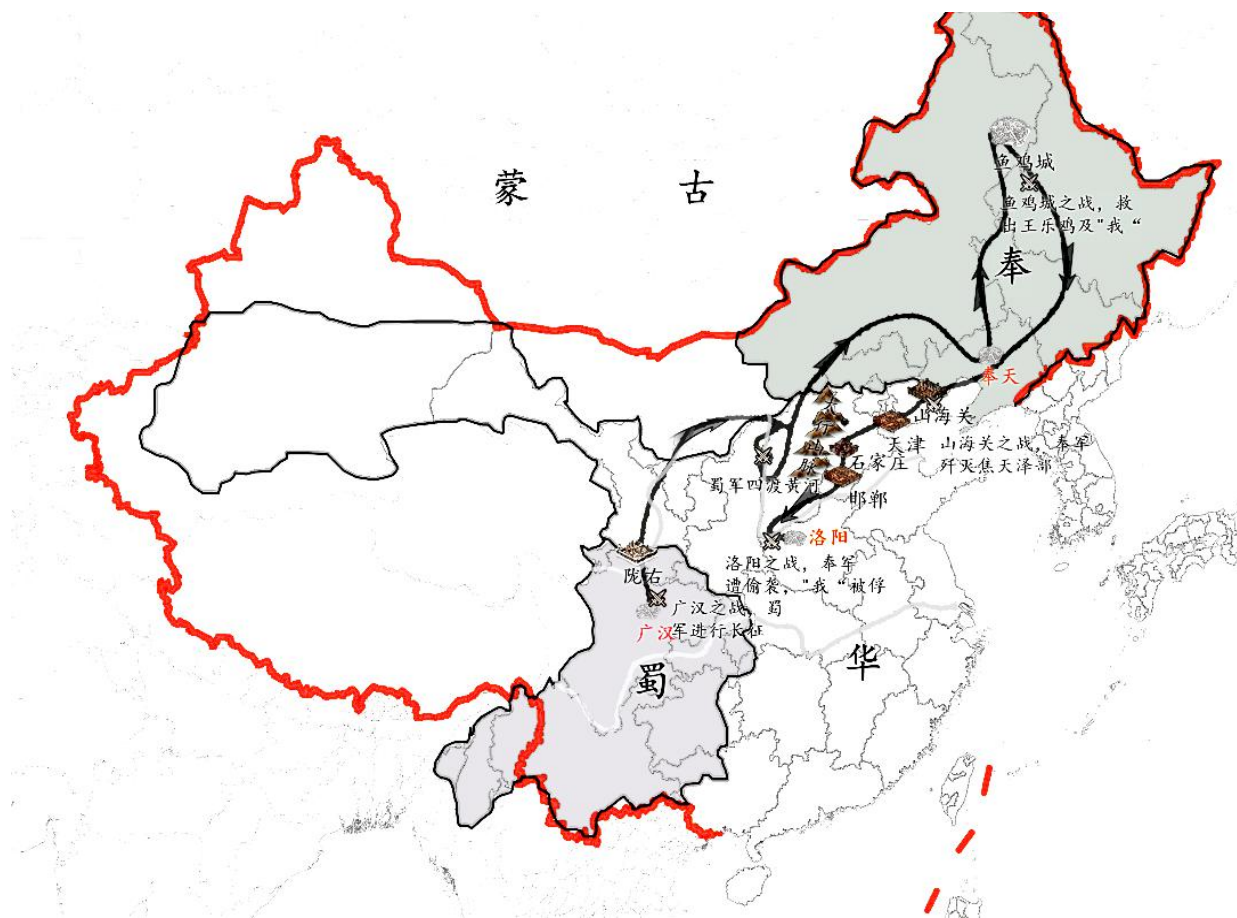 蒙 古
鱼鸡城
鱼鸡城之战，救
出王乐鸡及"我“
奉
奉天
山海关
天津
山海关之战，奉军
歼灭焦天泽部
石家庄
太行山脉
蜀军四渡黄河
邯郸
洛阳
洛阳之战，奉军
遭偷袭，"我“被俘
陇右
广汉之战，蜀
军进行长征
广汉
蜀
华